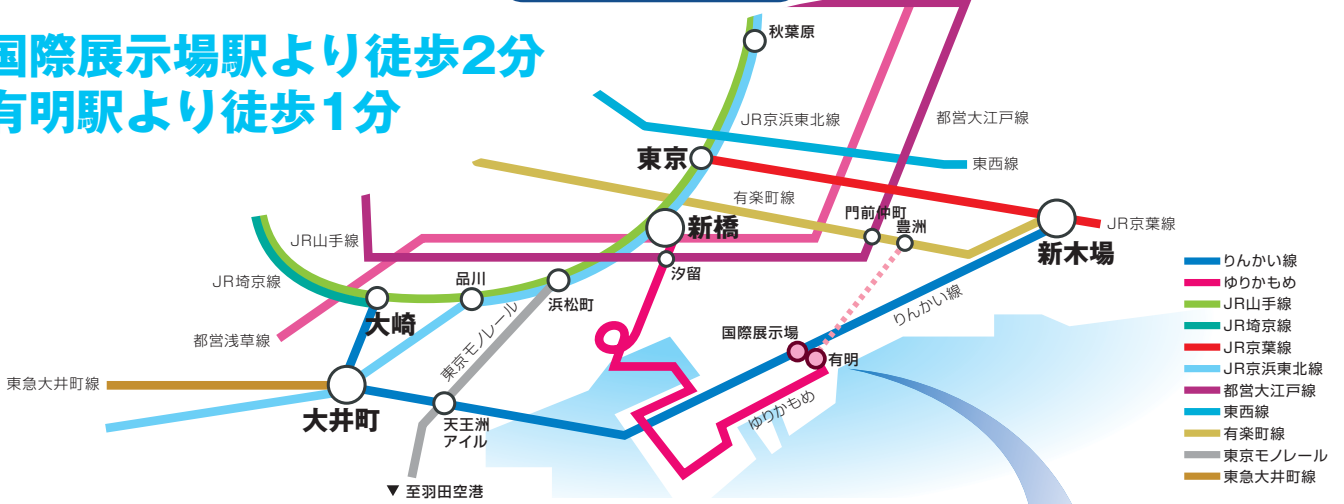 国際展示場駅より徒歩2分
有明駅より徒歩1分
秋葉原
JR京浜東北線
都営大江戸線
東京
東西線
有楽町線
門前仲町
豊洲
新橋
JR京葉線
新木場
JR山手線
汐留
JR埼京線
品川
浜松町
大崎
りんかい線
国際展示場
都営浅草線
東京モノレール
有明
東急大井町線
大井町
ゆりかもめ
天王洲
アイル
▼ 至羽田空港
りんかい線
ゆりかもめ
JR山手線
JR埼京線
JR京葉線
JR京浜東北線
都営大江戸線
東西線
有楽町線
東京モノレール
東急大井町線